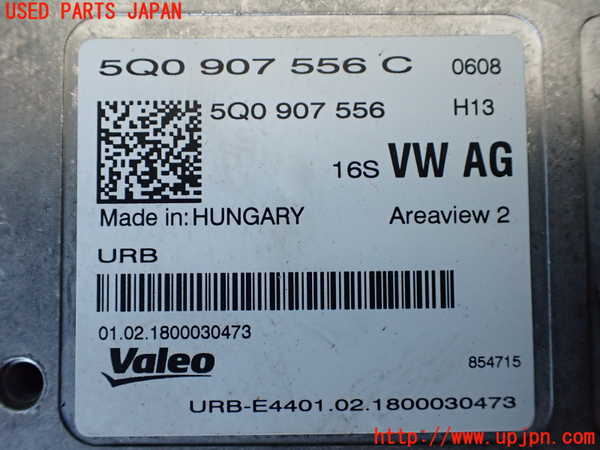 USED PARTS JAPAN
5Q0 907 556 C 0608
5Q0 907 556 H13
16S VW AG
Made in: HUNGARY Areaview 2
URB
01.02.1800030473
Valeo 854715
URB-E4401.02.1800030473
http://www.upjpn.com/